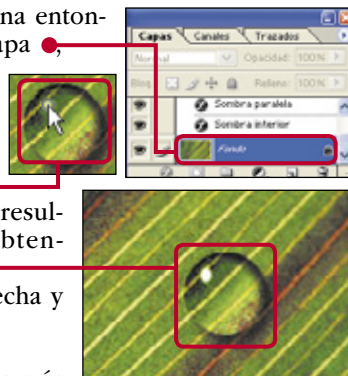 na enton-
apa ●,
Capas Canales Trazados
Normal Opacidad: 100%
Bloq. Relleno: 100%
Sombra paralela
Sombra interior
Fondo
resul-
bten-
echa y